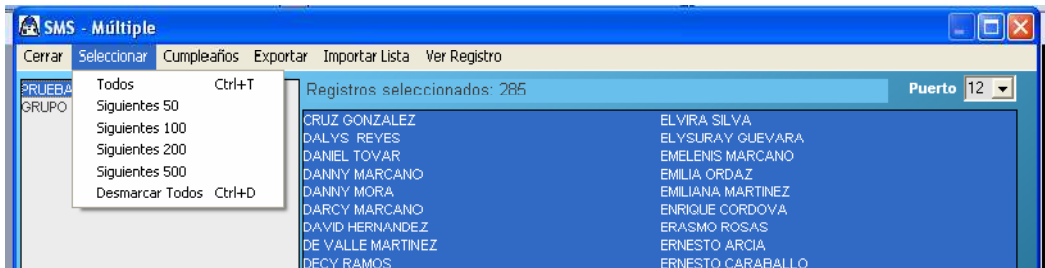 SMS - Múltiple
Cerrar Seleccionar Cumpleaños Exportar Importar Lista Ver Registro
Todos Ctrl+T
Siguientes 50
Siguientes 100
Siguientes 200
Siguientes 500
Desmarcar Todos Ctrl+D
PRUEBA
GRUPO
Registros seleccionados: 285
Puerto 12
CRUZ GONZALEZ ELVIRA SILVA
DALYS REYES ELYSURAY GUEVARA
DANIEL TOVAR EMELENIS MARCANO
DANNY MARCANO EMILIA ORDAZ
DANNY MORA EMILIANA MARTINEZ
DARCY MARCANO ENRIQUE CORDOVA
DAVID HERNANDEZ ERASMO ROSAS
DE VALLE MARTINEZ ERNESTO ARCIA
DECY RAMOS ERNESTO CARABALLO